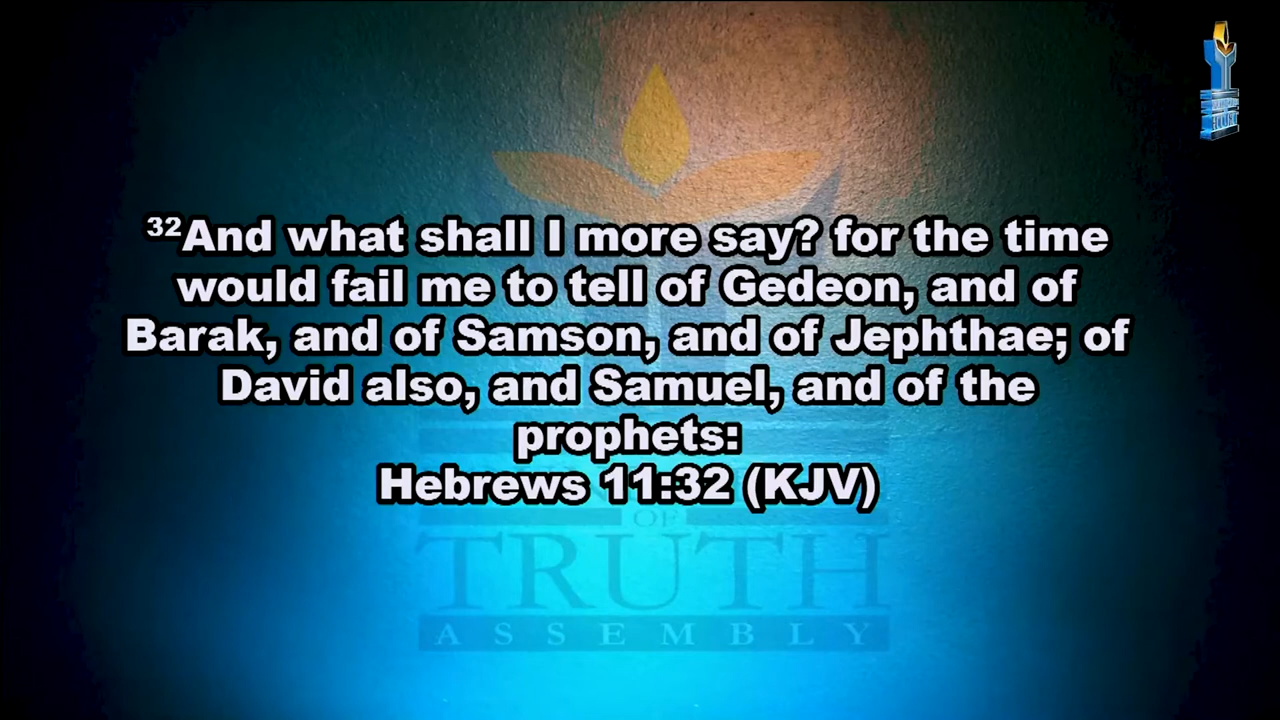 ³²And what shall I more say? for the time
would fail me to tell of Gedeon, and of
Barak, and of Samson, and of Jephthae; of
David also, and Samuel, and of the
prophets:
Hebrews 11:32 (KJV)
OF
TRUTH
ASSEMBLY